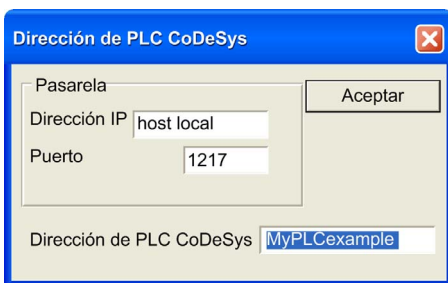 Dirección de PLC CoDeSys
Pasarela
Aceptar
Dirección IP host local
Puerto 1217
Dirección de PLC CoDeSys MyPLCexample